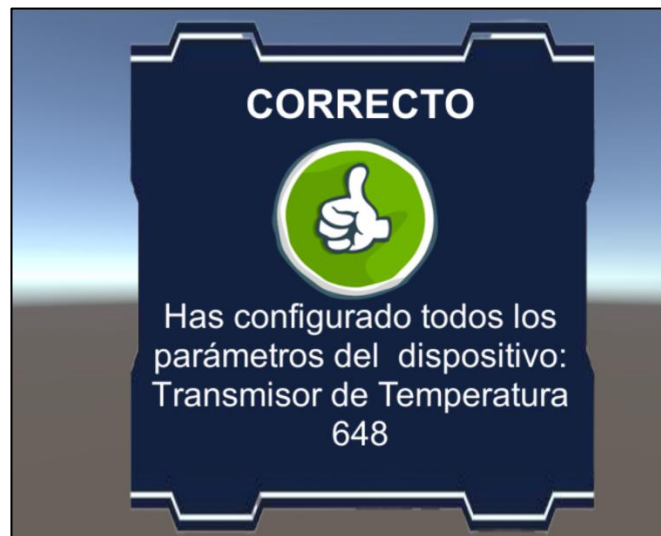 CORRECTO
Has configurado todos los
parámetros del dispositivo:
Transmisor de Temperatura
648